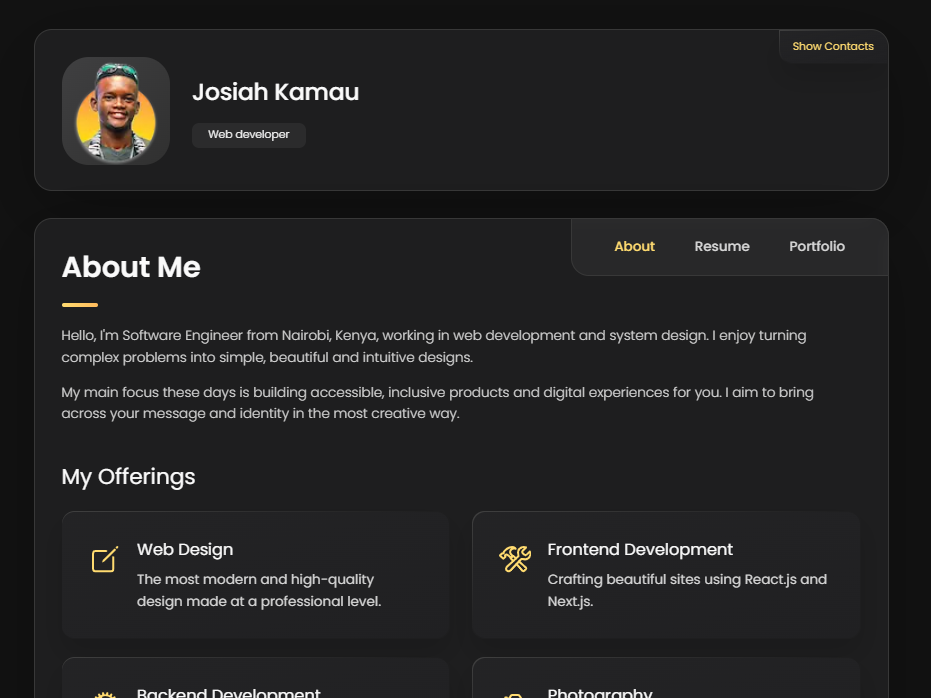 Show Contacts
Josiah Kamau
Web developer
About Resume Portfolio
About Me
Hello, I'm Software Engineer from Nairobi, Kenya, working in web development and system design. I enjoy turning
complex problems into simple, beautiful and intuitive designs.
My main focus these days is building accessible, inclusive products and digital experiences for you. I aim to bring
across your message and identity in the most creative way.
My Offerings
Web Design
The most modern and high-quality
design made at a professional level.
Frontend Development
Crafting beautiful sites using React.js and
Next.js.
Backend Development
Photography